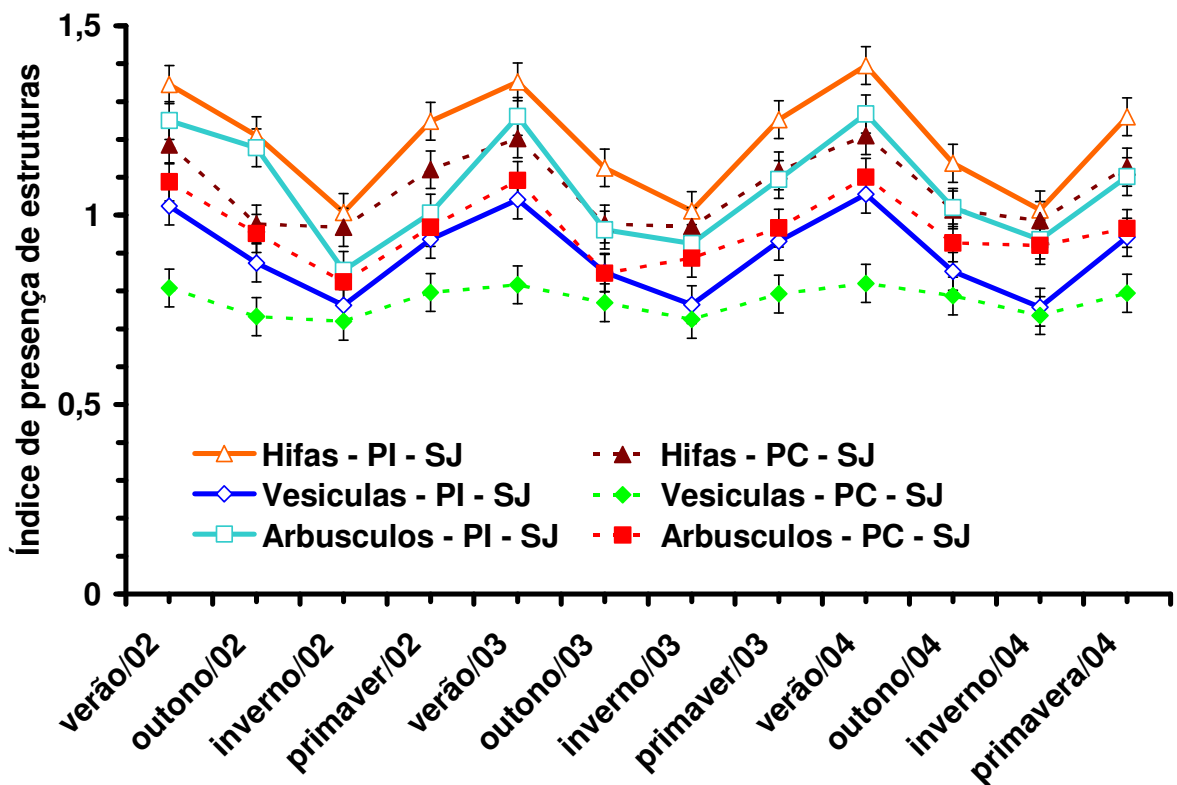 Índice de presença de estruturas
1,5
1
0,5
0
Hifas - PI - SJ
Hifas - PC - SJ
Vesiculas - PI - SJ
Vesiculas - PC - SJ
Arbusculos - PI - SJ
Arbusculos - PC - SJ
verão/02
outono/02
inverno/02
primaver/02
verão/03
outono/03
inverno/03
primaver/03
verão/04
outono/04
inverno/04
primavera/04